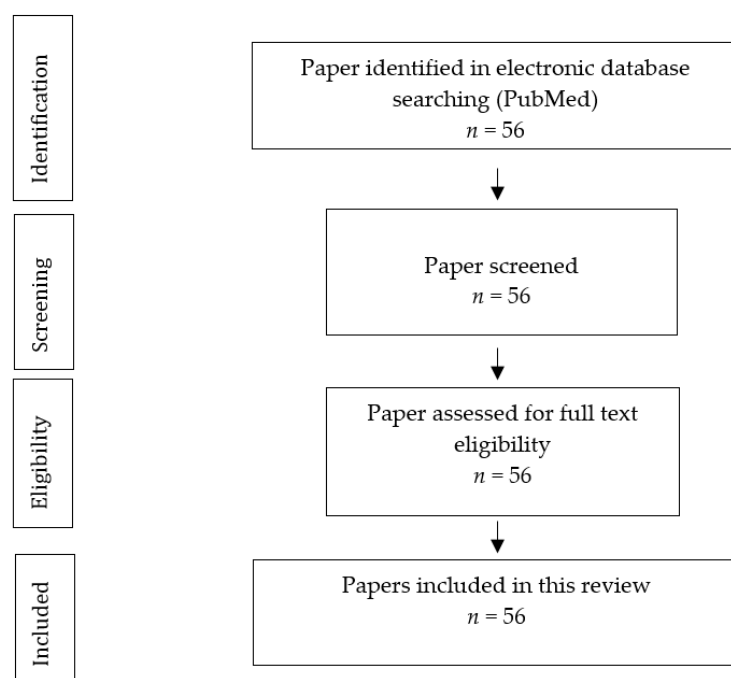 Identification
Paper identified in electronic database
searching (PubMed)
n = 56
Screening
Paper screened
n = 56
Eligibility
Paper assessed for full text
eligibility
n = 56
Included
Papers included in this review
n = 56